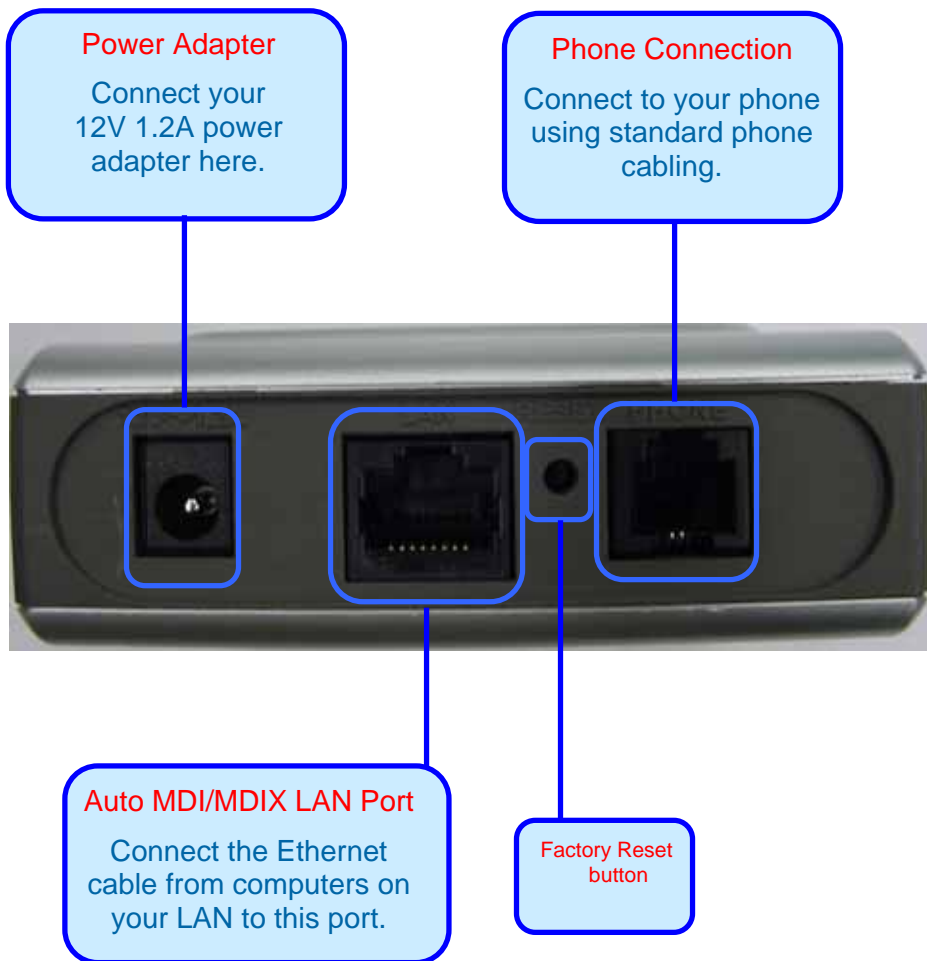 Power Adapter
Connect your
12V 1.2A power
adapter here.
Phone Connection
Connect to your phone
using standard phone
cabling.
LAN
PHONE
Auto MDI/MDIX LAN Port
Connect the Ethernet
cable from computers on
your LAN to this port.
Factory Reset
button